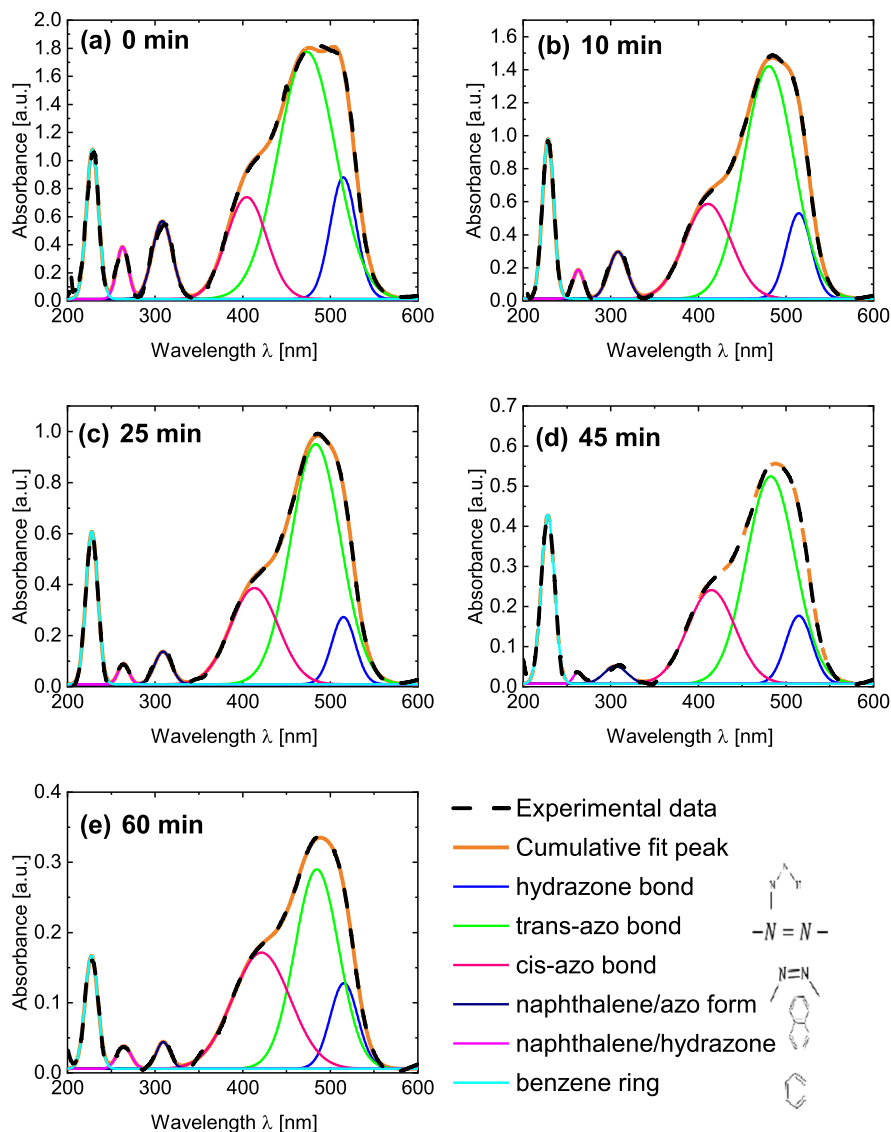 (a) 0 min
Absorbance [a.u.]
2.0
1.8
1.6
1.4
1.2
1.0
0.8
0.6
0.4
0.2
0.0
200 300 400 500 600
Wavelength λ [nm]
(b) 10 min
Absorbance [a.u.]
1.6
1.4
1.2
1.0
0.8
0.6
0.4
0.2
0.0
200 300 400 500 600
Wavelength λ [nm]
(c) 25 min
Absorbance [a.u.]
1.0
0.8
0.6
0.4
0.2
0.0
200 300 400 500 600
Wavelength λ [nm]
(d) 45 min
Absorbance [a.u.]
0.7
0.6
0.5
0.4
0.3
0.2
0.1
0.0
200 300 400 500 600
Wavelength λ [nm]
(e) 60 min
Absorbance [a.u.]
0.4
0.3
0.2
0.1
0.0
200 300 400 500 600
Wavelength λ [nm]
Experimental data
Cumulative fit peak
hydrazone bond
trans-azo bond
–N = N –
cis-azo bond
N=N
naphthalene/azo form
naphthalene/hydrazone
benzene ring